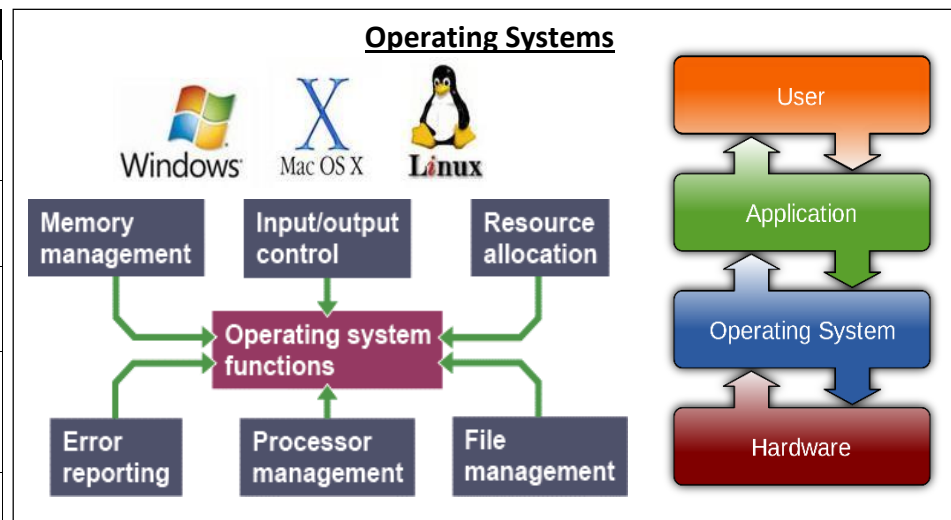 Operating Systems
Windows
X
Mac OS X
Linux
Memory
management
Input/output
control
Resource
allocation
Operating system
functions
Error
reporting
Processor
management
File
management
User
Application
Operating System
Hardware